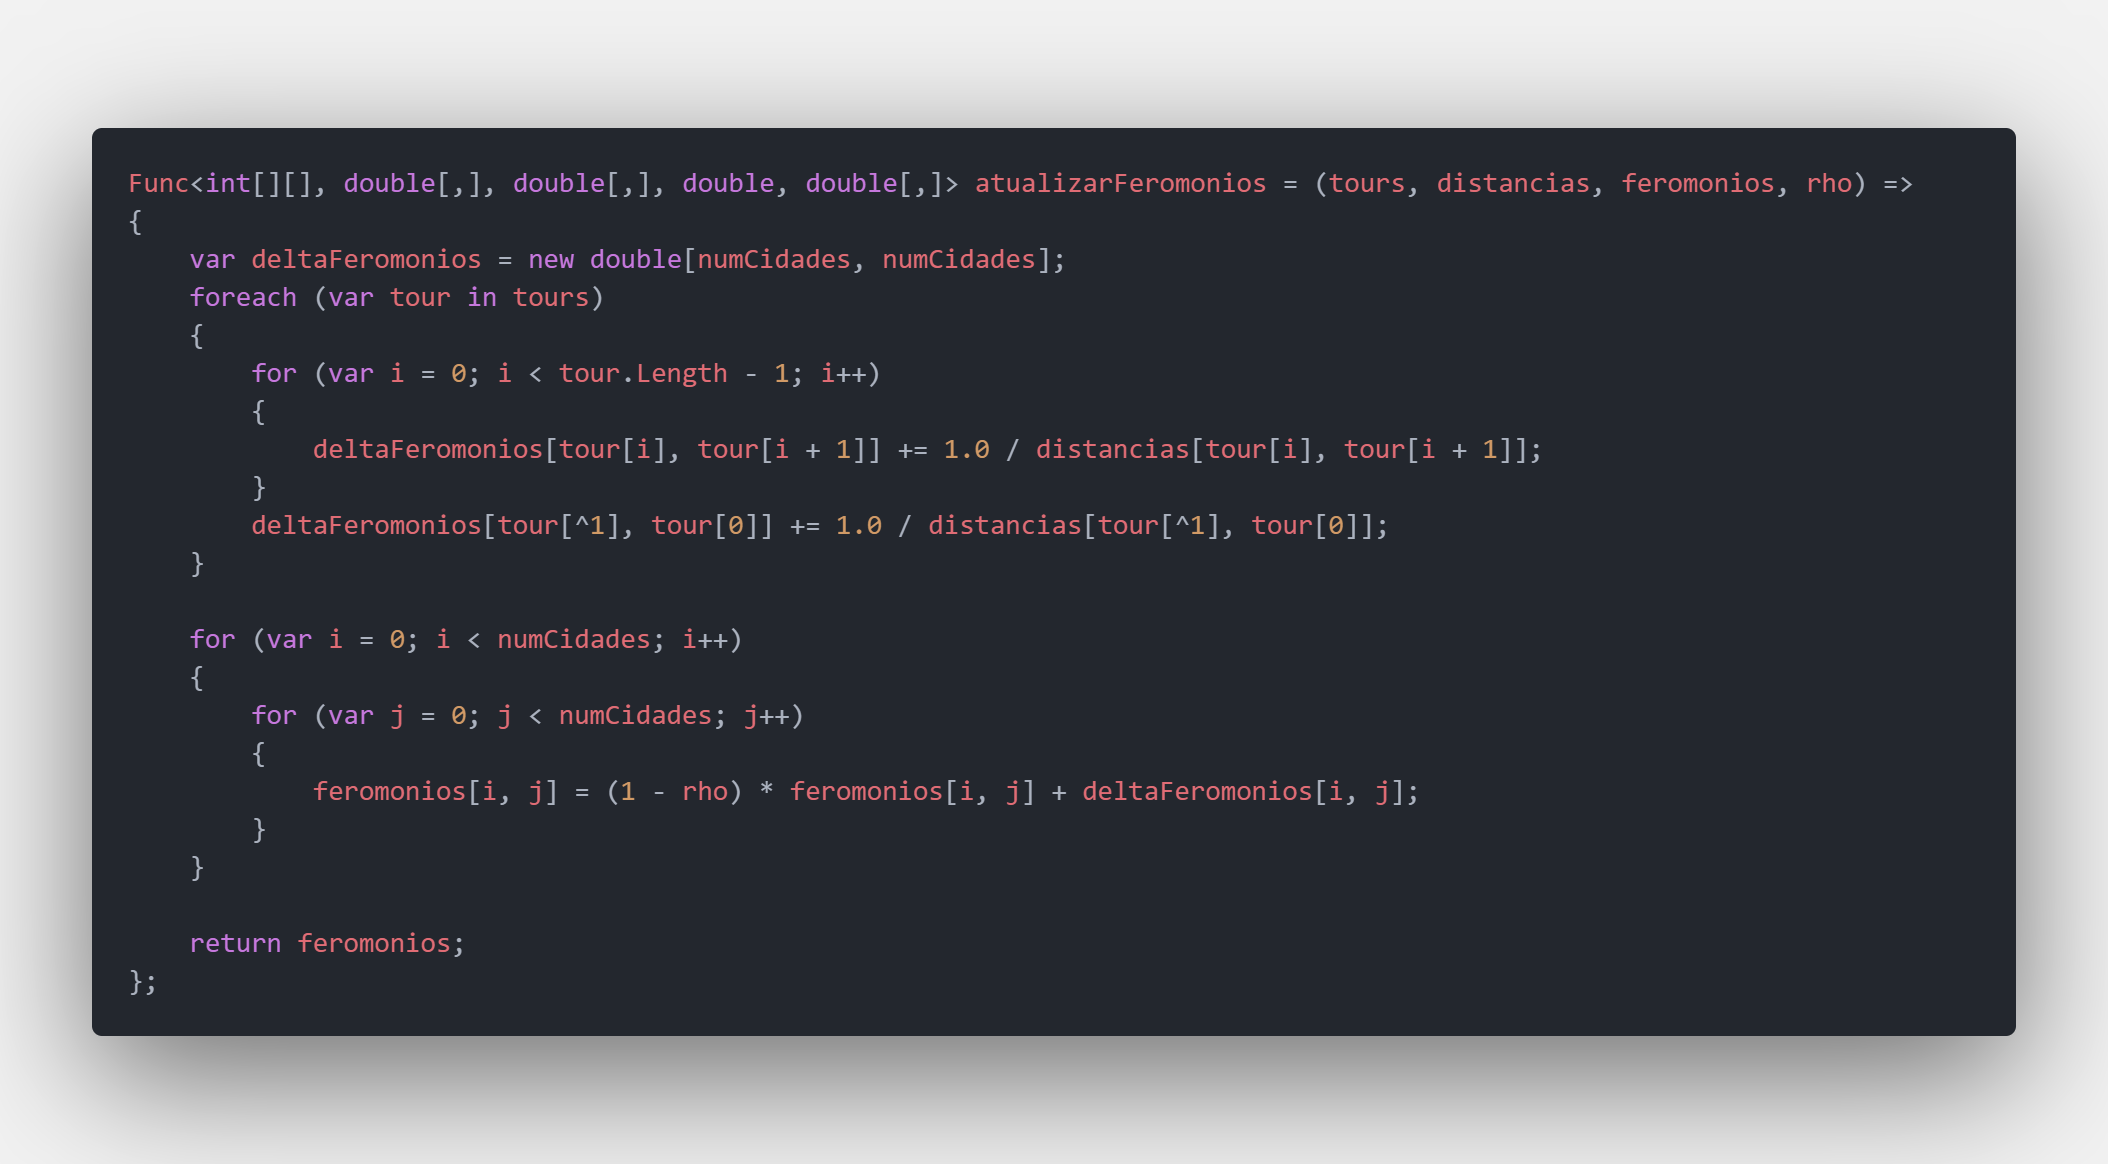 Func<int[][], double[,], double[,], double, double[,]> atualizarFeromonios = (tours, distancias, feromonios, rho) =>
{
    var deltaFeromonios = new double[numCidades, numCidades];
    foreach (var tour in tours)
    {
        for (var i = 0; i < tour.Length - 1; i++)
        {
            deltaFeromonios[tour[i], tour[i + 1]] += 1.0 / distancias[tour[i], tour[i + 1]];
        }
        deltaFeromonios[tour[^1], tour[0]] += 1.0 / distancias[tour[^1], tour[0]];
    }

    for (var i = 0; i < numCidades; i++)
    {
        for (var j = 0; j < numCidades; j++)
        {
            feromonios[i, j] = (1 - rho) * feromonios[i, j] + deltaFeromonios[i, j];
        }
    }

    return feromonios;
};